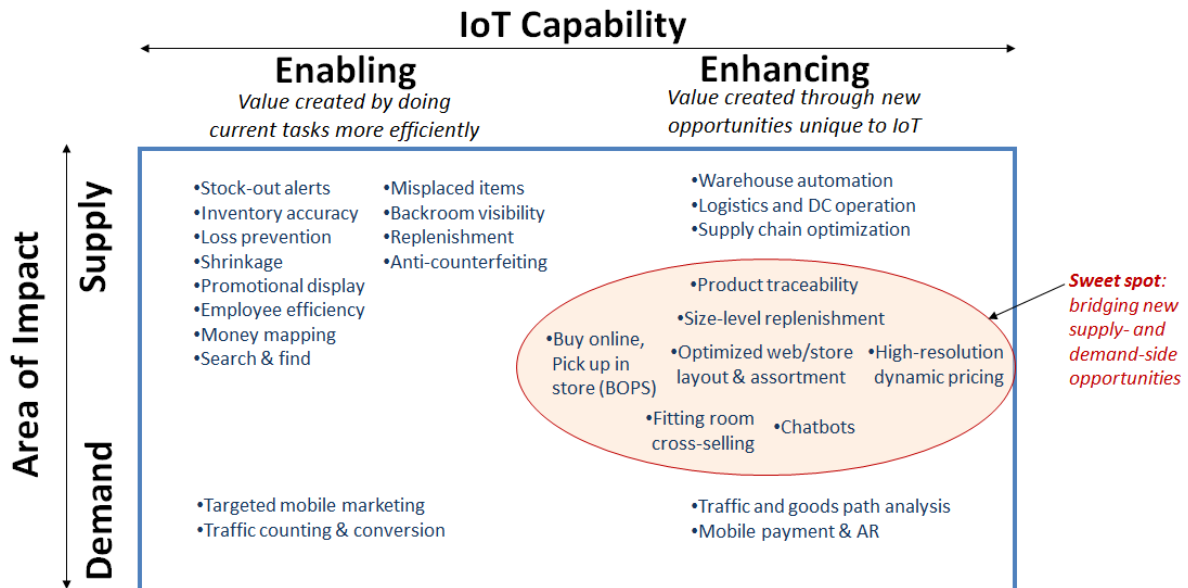 IoT Capability
Enabling
Value created by doing
current tasks more efficiently
Enhancing
Value created through new
opportunities unique to IoT
Area of Impact
Supply
Demand
•Stock-out alerts
•Inventory accuracy
•Loss prevention
•Shrinkage
•Promotional display
•Employee efficiency
•Money mapping
•Search & find
•Misplaced items
•Backroom visibility
•Replenishment
•Anti-counterfeiting
•Warehouse automation
•Logistics and DC operation
•Supply chain optimization
•Product traceability
•Size-level replenishment
•Buy online,
Pick up in
store (BOPS)
•Optimized web/store
layout & assortment
•High-resolution
dynamic pricing
•Fitting room
cross-selling
•Chatbots
Sweet spot:
bridging new
supply- and
demand-side
opportunities
•Targeted mobile marketing
•Traffic counting & conversion
•Traffic and goods path analysis
•Mobile payment & AR